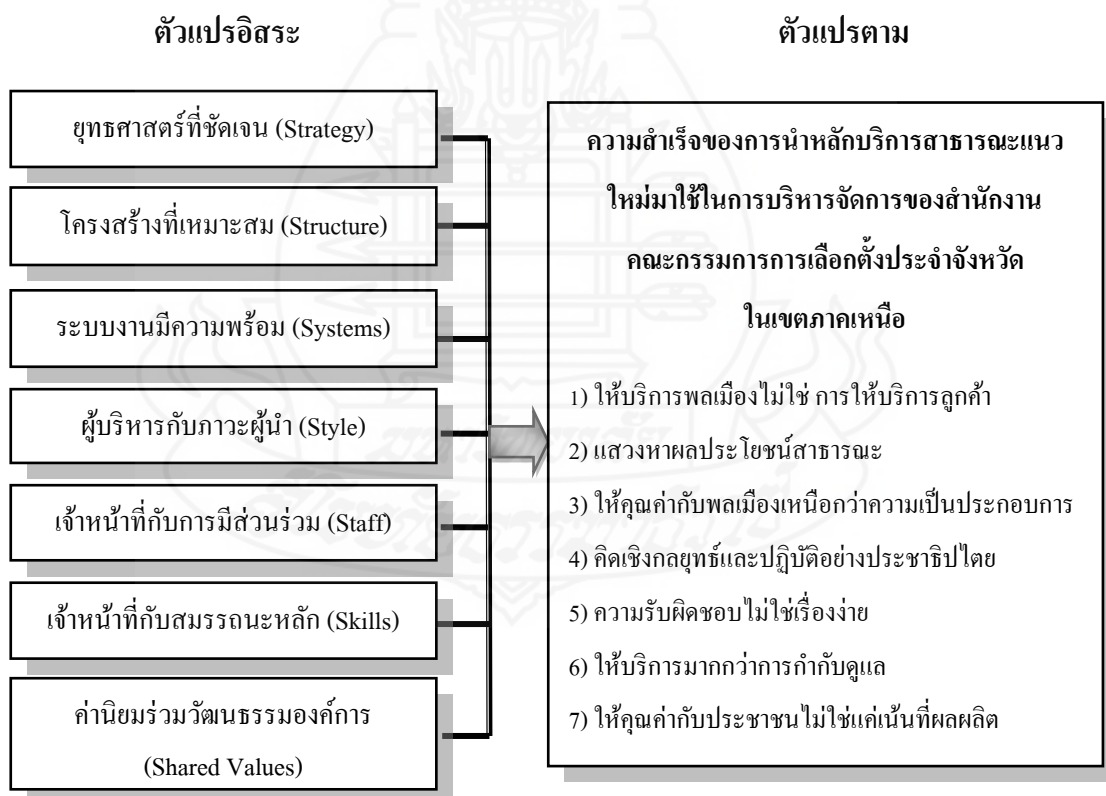 ตัวแปรอิสระ
ยุทธศาสตร์ที่ชัดเจน (Strategy)
โครงสร้างที่เหมาะสม (Structure)
ระบบงานมีความพร้อม (Systems)
ผู้บริหารกับภาวะผู้นำ (Style)
เจ้าหน้าที่กับการมีส่วนร่วม (Staff)
เจ้าหน้าที่กับสมรรถนะหลัก (Skills)
ค่านิยมร่วมวัฒนธรรมองค์การ
(Shared Values)
ตัวแปรตาม
ความสำเร็จของการนำหลักบริการสาธารณะแนว
ใหม่มาใช้ในการบริหารจัดการของสำนักงาน
คณะกรรมการการเลือกตั้งประจำจังหวัด
ในเขตภาคเหนือ
1) ให้บริการพลเมืองไม่ใช่ การให้บริการลูกค้า
2) แสวงหาผลประโยชน์สาธารณะ
3) ให้คุณค่ากับพลเมืองเหนือกว่าความเป็นประกอบการ
4) คิดเชิงกลยุทธ์และปฏิบัติอย่างประชาธิปไตย
5) ความรับผิดชอบไม่ใช่เรื่องง่าย
6) ให้บริการมากกว่าการกำกับดูแล
7) ให้คุณค่ากับประชาชนไม่ใช่แค่เน้นที่ผลผลิต